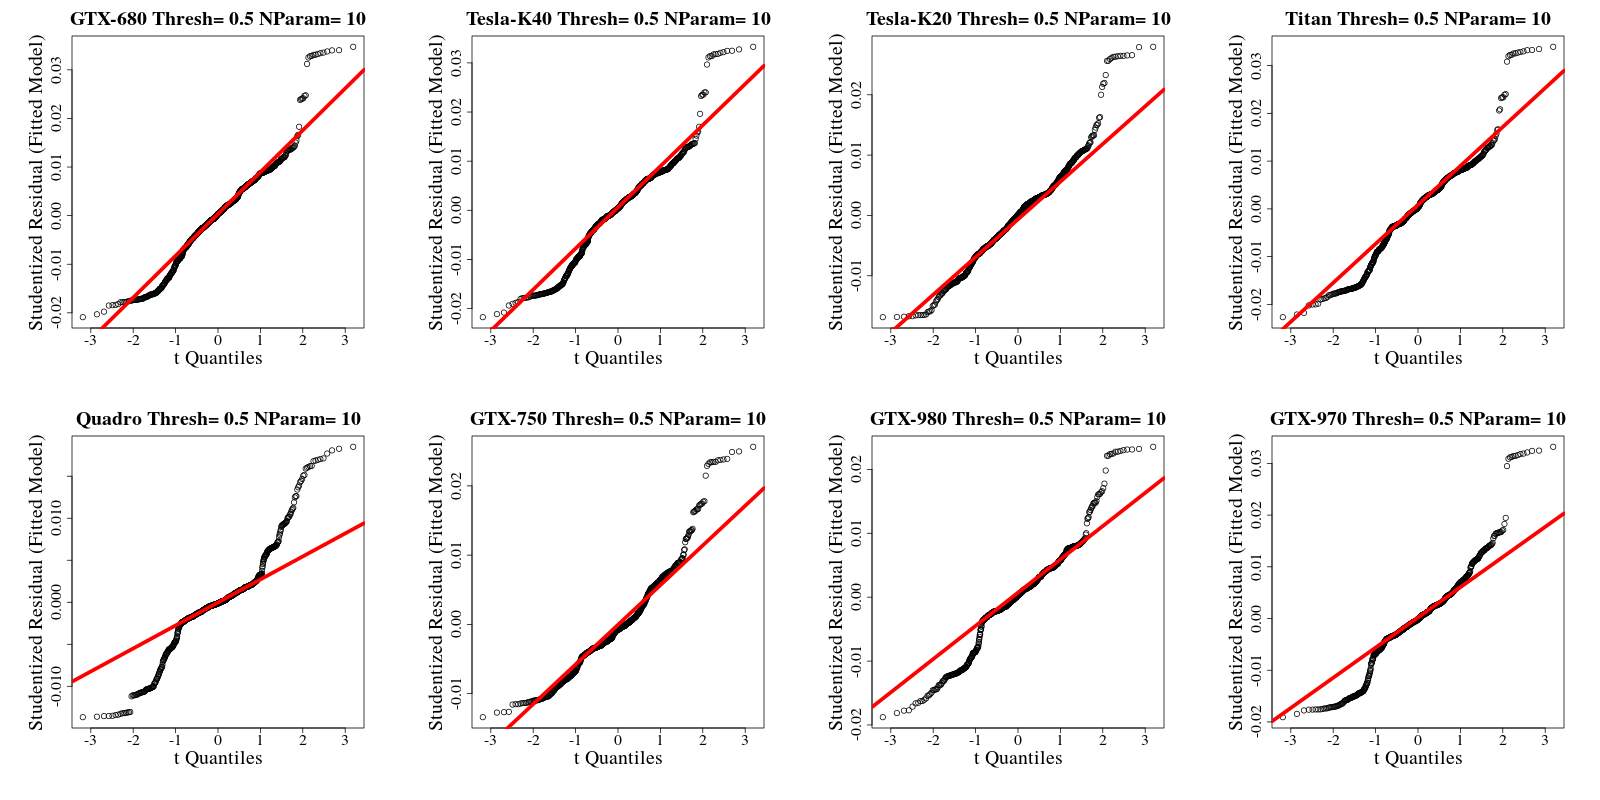 GTX-680 Thresh= 0.5 NParam= 10
Studentized Residual (Fitted Model)
0.03
0.02
0.01
0.00
-0.01
-0.02
-3 -2 -1 0 1 2 3
t Quantiles
Tesla-K40 Thresh= 0.5 NParam= 10
Studentized Residual (Fitted Model)
0.03
0.02
0.01
0.00
-0.01
-0.02
-3 -2 -1 0 1 2 3
t Quantiles
Tesla-K20 Thresh= 0.5 NParam= 10
Studentized Residual (Fitted Model)
0.02
0.01
0.00
-0.01
-3 -2 -1 0 1 2 3
t Quantiles
Titan Thresh= 0.5 NParam= 10
Studentized Residual (Fitted Model)
0.03
0.02
0.01
0.00
-0.01
-0.02
-3 -2 -1 0 1 2 3
t Quantiles
Quadro Thresh= 0.5 NParam= 10
Studentized Residual (Fitted Model)
0.010
0.000
-0.010
-3 -2 -1 0 1 2 3
t Quantiles
GTX-750 Thresh= 0.5 NParam= 10
Studentized Residual (Fitted Model)
0.02
0.01
0.00
-0.01
-3 -2 -1 0 1 2 3
t Quantiles
GTX-980 Thresh= 0.5 NParam= 10
Studentized Residual (Fitted Model)
0.02
0.01
0.00
-0.01
-0.02
-3 -2 -1 0 1 2 3
t Quantiles
GTX-970 Thresh= 0.5 NParam= 10
Studentized Residual (Fitted Model)
0.03
0.02
0.01
0.00
-0.01
-0.02
-3 -2 -1 0 1 2 3
t Quantiles